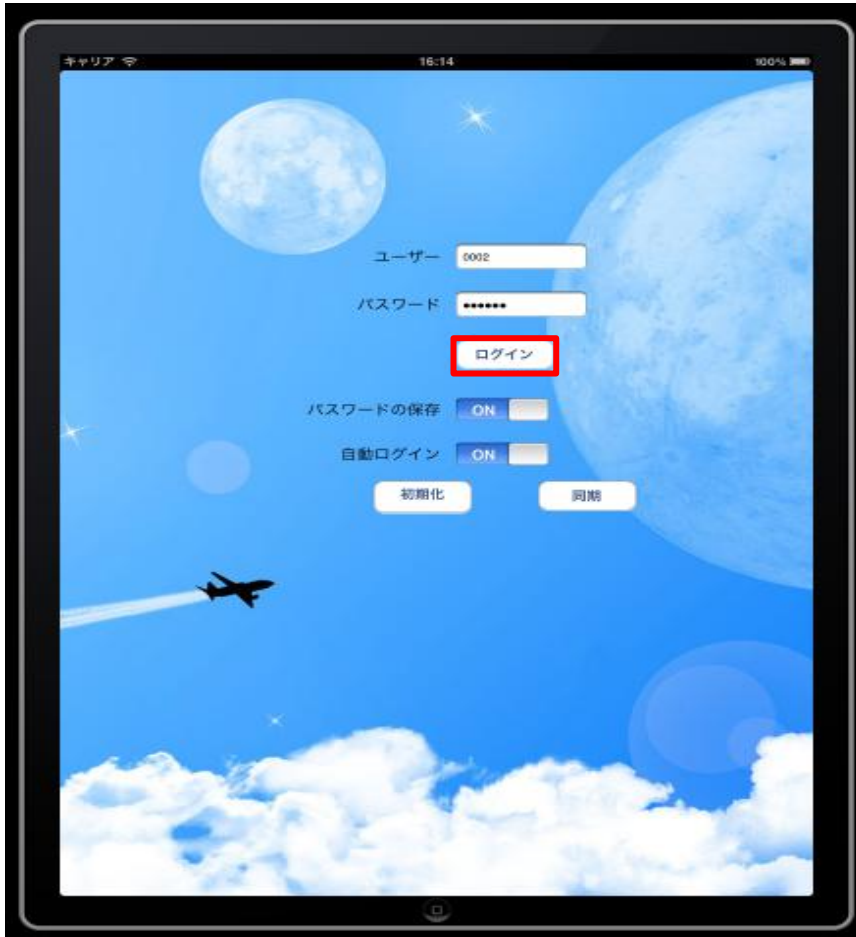 キャリア 16:14 100%
ユーザー 0002
パスワード ••••••
ログイン
パスワードの保存 ON
自動ログイン ON
初期化 同期